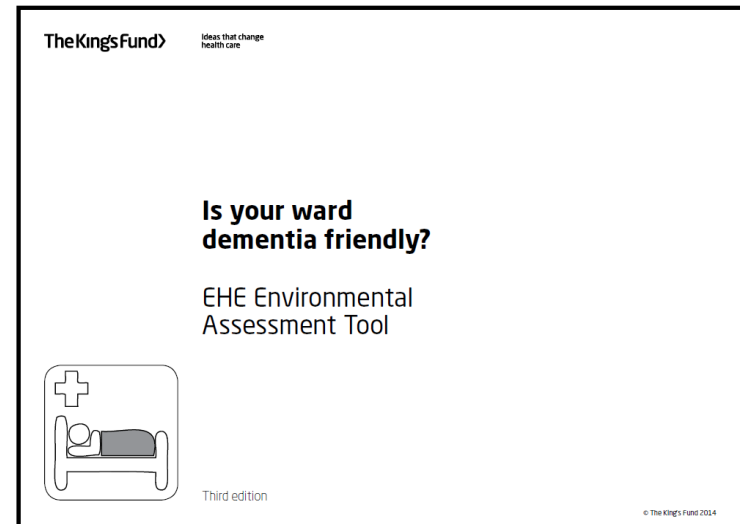 The King's Fund>
Ideas that change
health care
Is your ward
dementia friendly?
EHE Environmental
Assessment Tool
Third edition
© The King's Fund 2014